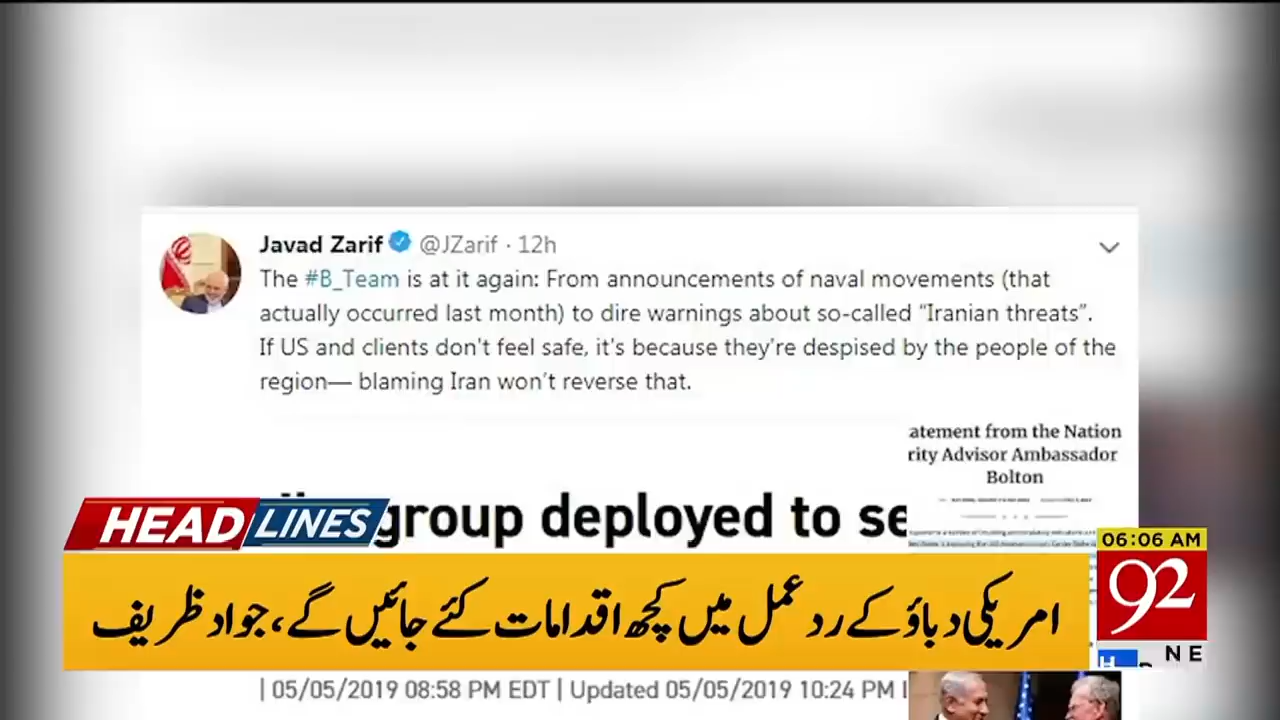 Javad Zarif @JZarif · 12h
The #B_Team is at it again: From announcements of naval movements (that
actually occurred last month) to dire warnings about so-called “Iranian threats”.
If US and clients don't feel safe, it's because they're despised by the people of the
region— blaming Iran won't reverse that.
atement from the Nation
rity Advisor Ambassador
Bolton
group deployed to se
HEADLINES
06:06 AM
92
امریکی دباؤ کے رد عمل میں کچھ اقدامات کئے جائیں گے، جواد ظریف
H
NE
| 05/05/2019 08:58 PM EDT | Updated 05/05/2019 10:24 PM